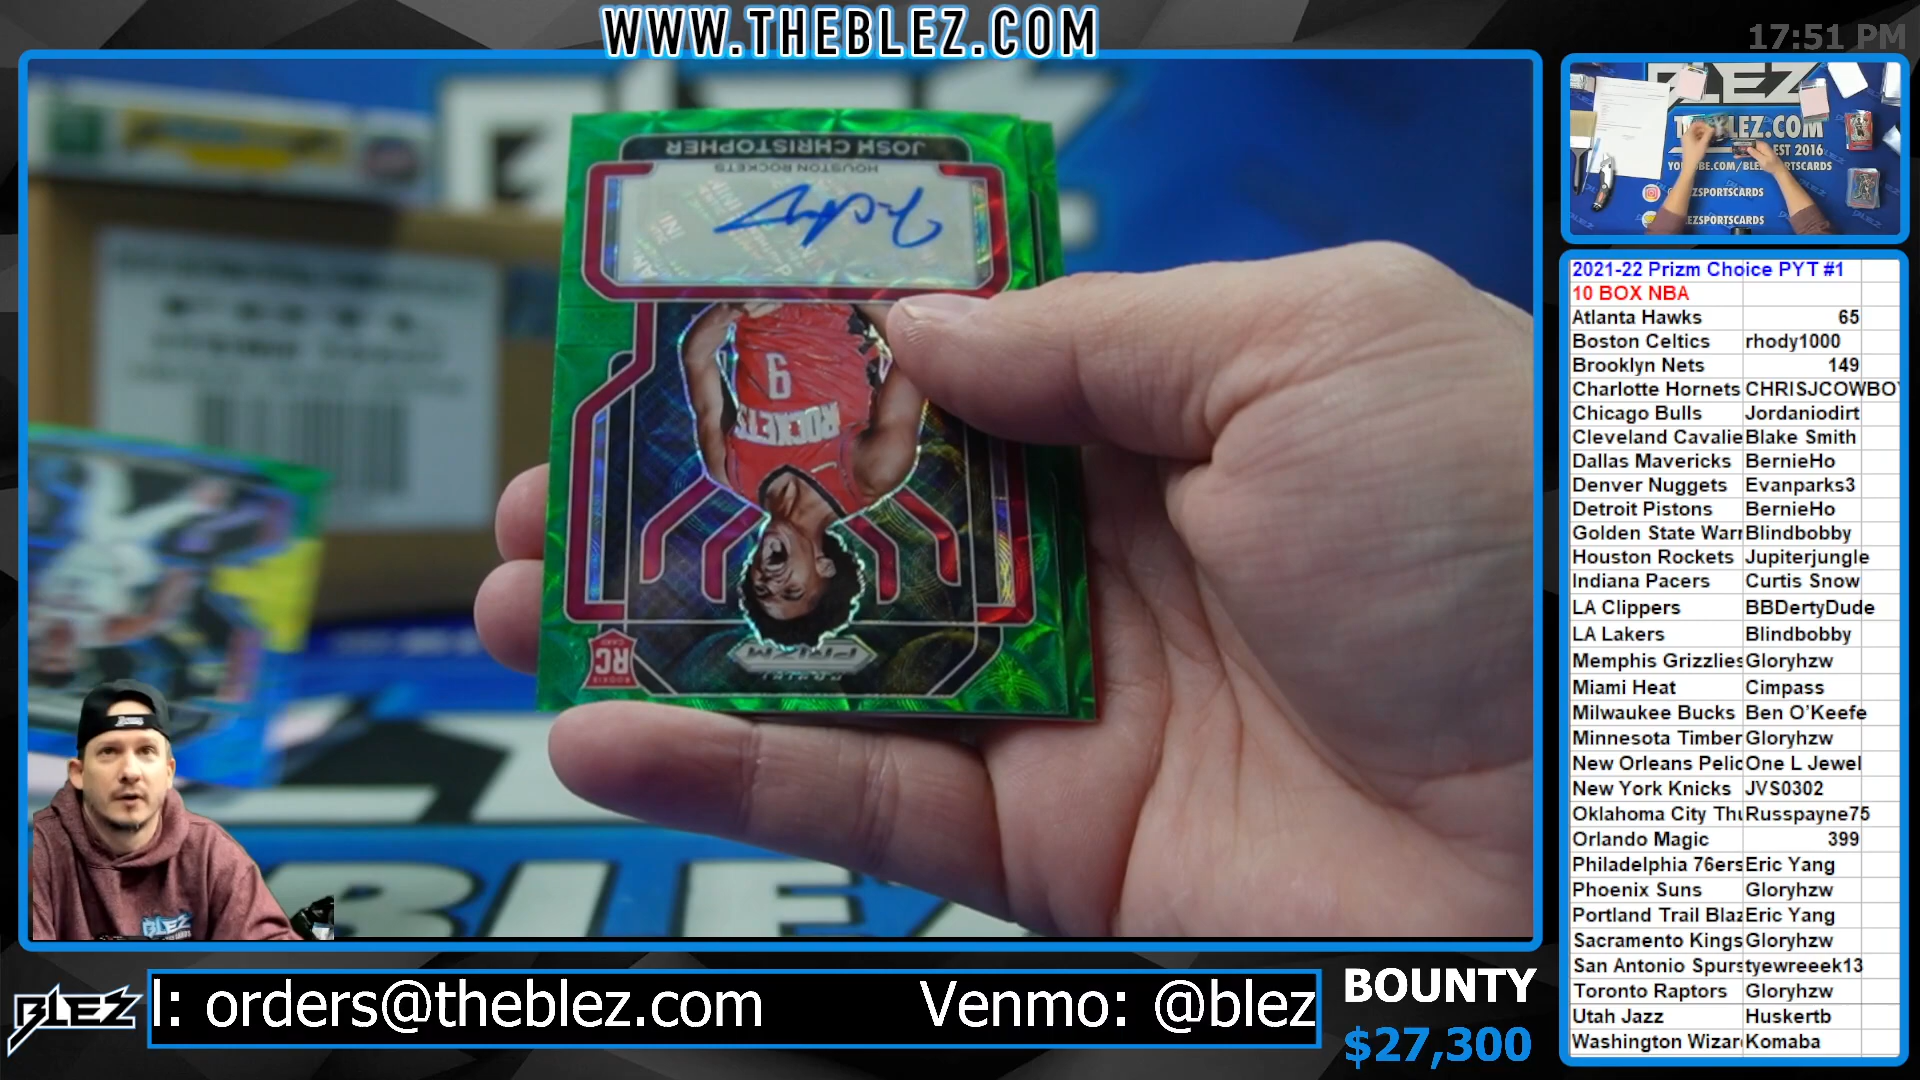 WWW.THEBLEZ.COM
17:51 PM
JOSH CHRISTOPHER
HOUSTON ROCKETS
ROCKETS
9
RC
PRIZM
PANINI
BLEZ
BLEZ
EST 2016
@BLEZSPORTSCARDS
2021-22 Prizm Choice PYT #1
10 BOX NBA
Atlanta Hawks 65
Boston Celtics rhody1000
Brooklyn Nets 149
Charlotte Hornets CHRISJCOWBO
Chicago Bulls Jordaniodirt
Cleveland Cavalie Blake Smith
Dallas Mavericks BernieHo
Denver Nuggets Evanparks3
Detroit Pistons BernieHo
Golden State Warr Blindbobby
Houston Rockets Jupiterjungle
Indiana Pacers Curtis Snow
LA Clippers BBDertyDude
LA Lakers Blindbobby
Memphis Grizzlies Gloryhzw
Miami Heat Cimpass
Milwaukee Bucks Ben O'Keefe
Minnesota Timber Gloryhzw
New Orleans Pelic One L Jewel
New York Knicks JVS0302
Oklahoma City Thu Russpayne75
Orlando Magic 399
Philadelphia 76ers Eric Yang
Phoenix Suns Gloryhzw
Portland Trail Blaz Eric Yang
Sacramento Kings Gloryhzw
San Antonio Spurs tyewreeek13
Toronto Raptors Gloryhzw
Utah Jazz Huskertb
Washington Wizar Komaba
BLEZ
l: orders@theblez.com Venmo: @blez
BOUNTY
$27,300